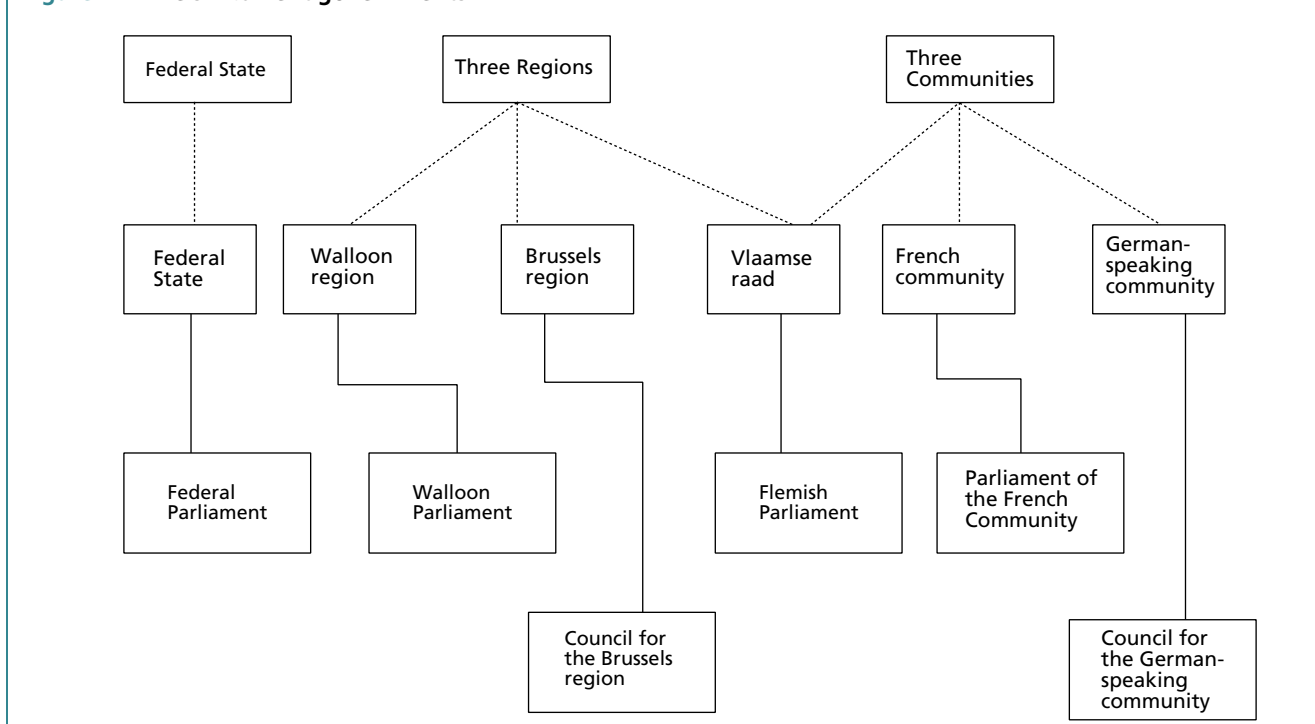 Federal State
Three Regions
Three
Communities
Federal
State
Walloon
region
Brussels
region
Vlaamse
raad
French
community
German-
speaking
community
Federal
Parliament
Walloon
Parliament
Flemish
Parliament
Parliament of
the French
Community
Council for
the Brussels
region
Council for
the German-
speaking
community